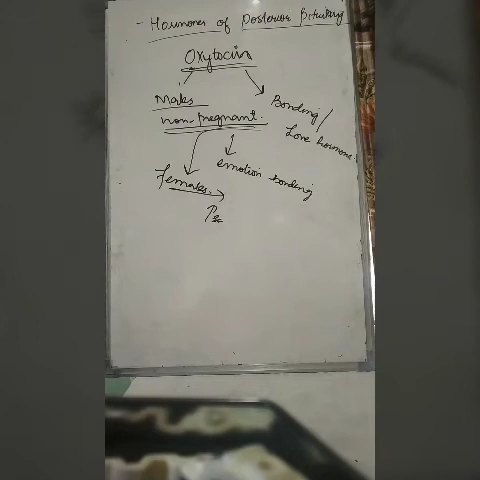 - Hormones of Posterior Pituitary
Oxytocin
Males
non-pregnant.
Bonding /
Love hormone.
emotion bonding
Females.